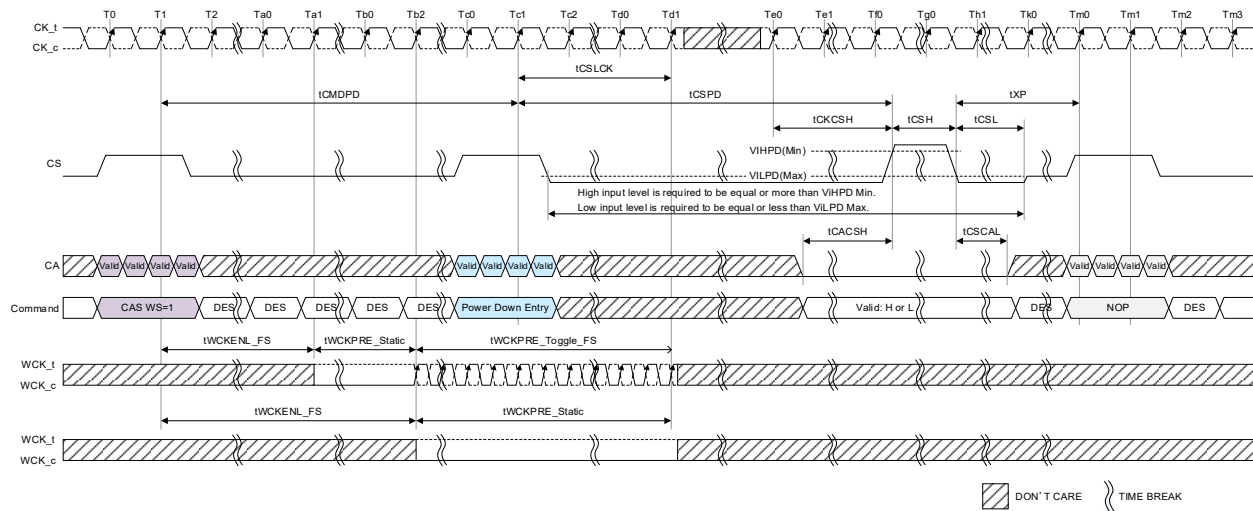 T0 T1 T2 Ta0 Ta1 Tb0 Tb2 Tc0 Tc1 Tc2 Td0 Td1 Te0 Te1 Tf0 Tg0 Th1 Tk0 Tm0 Tm1 Tm2 Tm3
CK_t
CK_c
tCSLCK
tCMDPD tCSPD tXP
tCKCSH tCSH tCSL
VIHPD(Min)
CS
VILPD(Max)
High input level is required to be equal or more than ViHPD Min.
Low input level is required to be equal or less than ViLPD Max.
tCACSH tCSCAL
CA Valid Valid Valid Valid Valid Valid Valid Valid Valid Valid Valid Valid
Command CAS WS=1 DES DES DES DES DES Power Down Entry Valid: H or L DES NOP DES
tWCKENL_FS tWCKPRE_Static tWCKPRE_Toggle_FS
WCK_t
WCK_c
tWCKENL_FS tWCKPRE_Static
WCK_t
WCK_c
DON'T CARE TIME BREAK